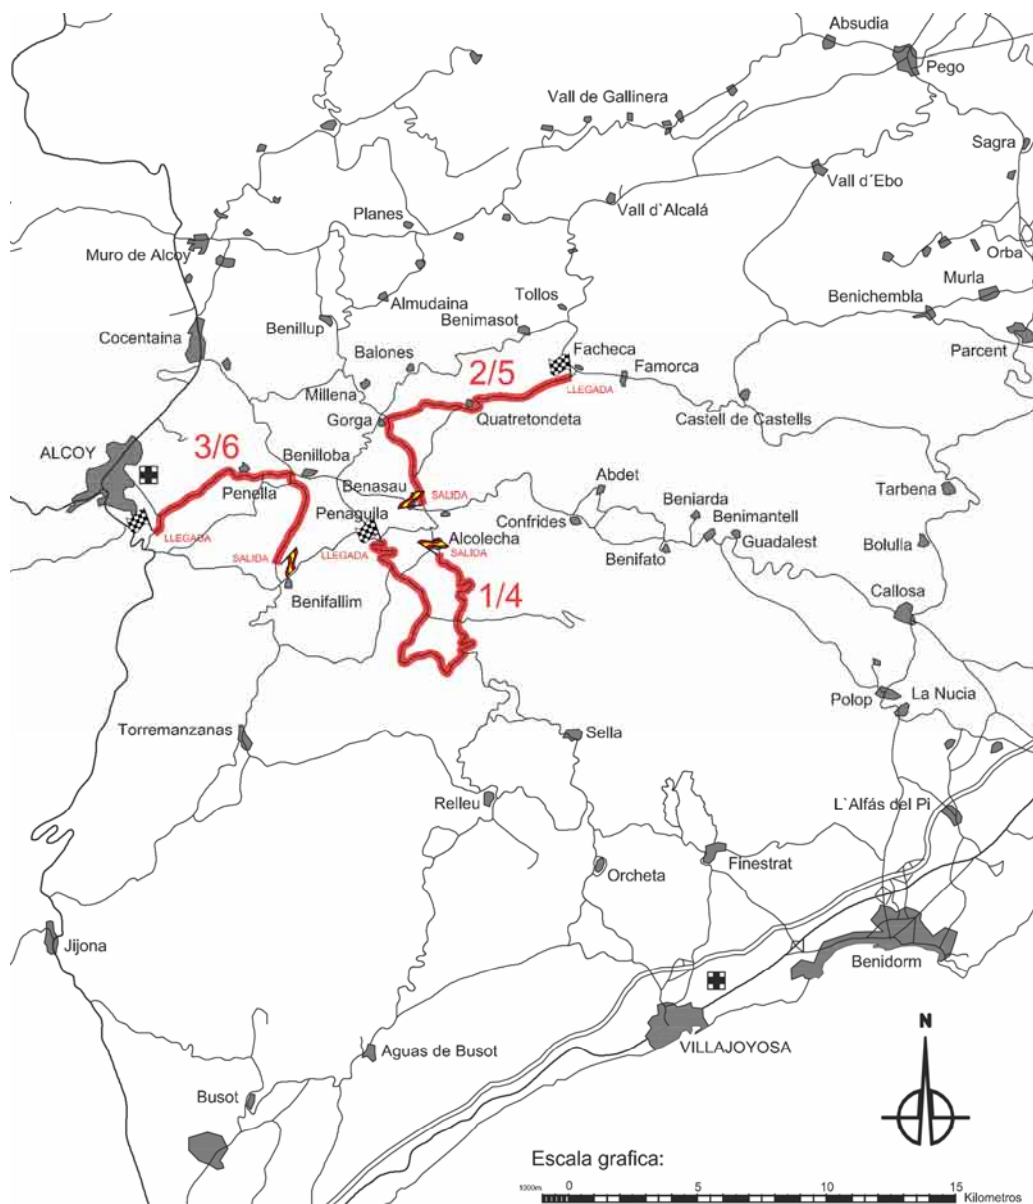 Absudia
Pego
Vall de Gallinera
Sagra
Vall d´Ebo
Vall d`Alcalá
Planes
Muro de Alcoy
Orba
Murla
Almudaina
Tollos
Benichembla
Benillup
Benimasot
Cocentaina
Parcent
Balones
Facheca
2/5
Famorca
LLEGADA
Millena
Castell de Castells
Gorga
Quatretondeta
3/6
ALCOY
Benilloba
Abdet
Penella
Benasau
SALIDA
Tarbena
Beniarda
Penaguila
Confrides
Benimantell
LLEGADA
Alcolecha
Guadalest
Bolulla
SALIDA
LLEGADA
SALIDA
Benifato
Callosa
Benifallim
1/4
La Nucia
Polop
Torremanzanas
Sella
Relleu
L`Alfás del Pi
Finestrat
Orcheta
Jijona
Benidorm
N
VILLAJOYOSA
Aguas de Busot
Busot
Escala grafica:
0 5 10 15
Kilometros